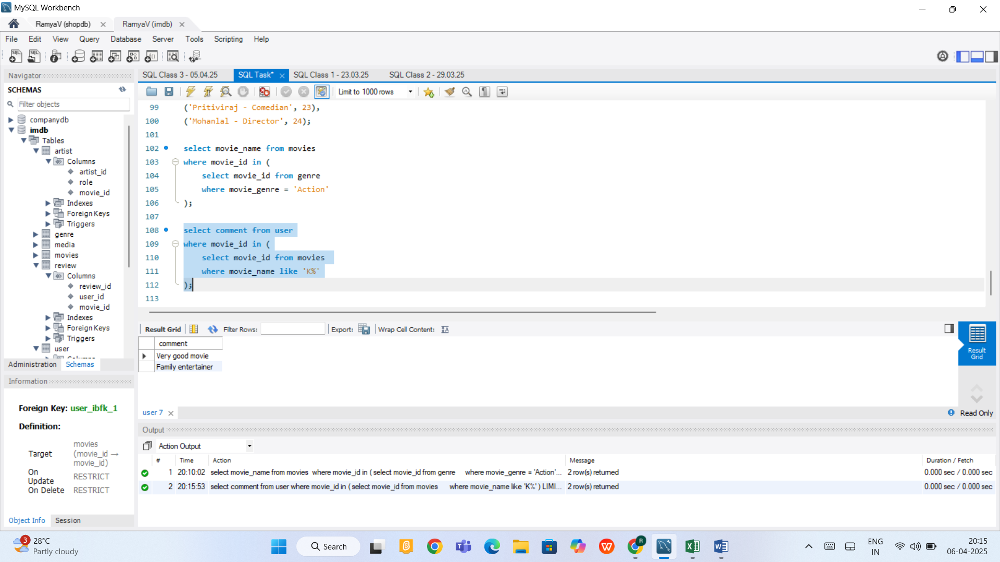 MySQL Workbench
RamyaV (shopdb)
RamyaV (imdb)
File Edit View Query Database Server Tools Scripting Help
Navigator
SCHEMAS
Filter objects
companydb
imdb
Tables
artist
Columns
artist_id
role
movie_id
Indexes
Foreign Keys
Triggers
genre
media
movies
review
Columns
review_id
user_id
movie_id
Indexes
Foreign Keys
Triggers
user
Administration Schemas
Information
Foreign Key: user_ibfk_1
Definition:
Target movies (movie_id → movie_id)
On Update RESTRICT
On Delete RESTRICT
Object Info Session
SQL Class 3 - 05.04.25 SQL Task* SQL Class 1 - 23.03.25 SQL Class 2 - 29.03.25
Limit to 1000 rows
99 ('Pritiviraj - Comedian', 23),
100 ('Mohanlal - Director', 24);
101
102 select movie_name from movies
103 where movie_id in (
104 select movie_id from genre
105 where movie_genre = 'Action'
106 );
107
108 select comment from user
109 where movie_id in (
110 select movie_id from movies
111 where movie_name like 'K%'
112 );
113
Result Grid Filter Rows: Export: Wrap Cell Content:
comment
Very good movie
Family entertainer
Result Grid
user 7
Read Only
Output
Action Output
# Time Action Message Duration / Fetch
1 20:10:02 select movie_name from movies where movie_id in ( select movie_id from genre where movie_genre = 'Action'... 2 row(s) returned 0.000 sec / 0.000 sec
2 20:15:53 select comment from user where movie_id in ( select movie_id from movies where movie_name like 'K%' ) LIMI... 2 row(s) returned 0.000 sec / 0.000 sec
3
28°C
Partly cloudy
Search
R
ENG
IN
20:15
06-04-2025